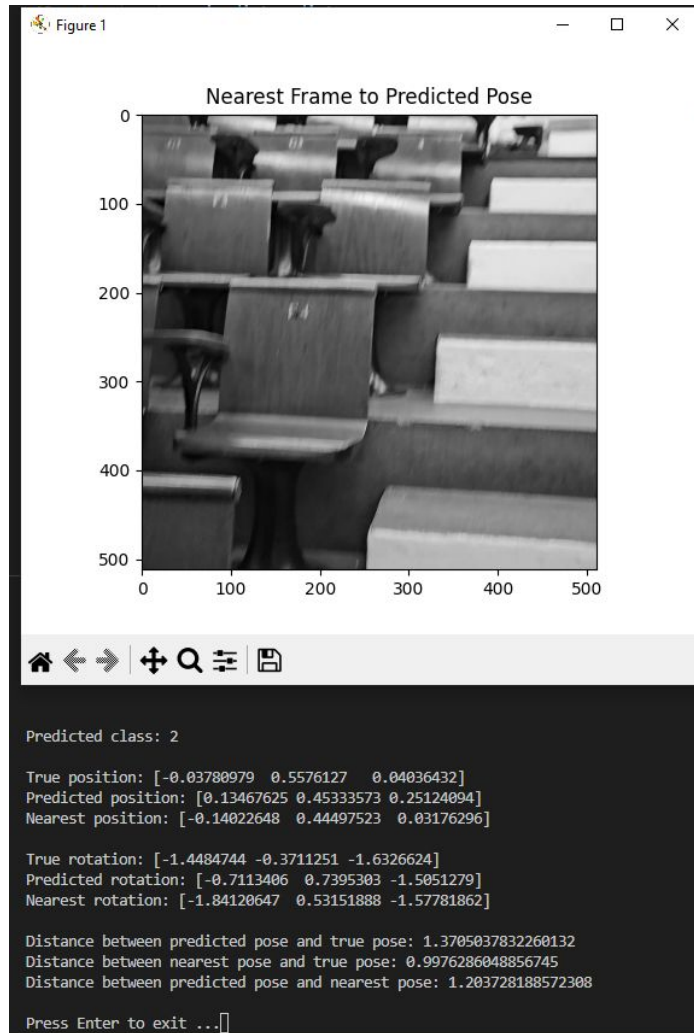 Figure 1
Nearest Frame to Predicted Pose
0
100
200
300
400
500
0 100 200 300 400 500
Predicted class: 2
True position: [-0.03780979  0.5576127   0.04036432]
Predicted position: [0.13467625 0.45333573 0.25124094]
Nearest position: [-0.14022648  0.44497523  0.03176296]
True rotation: [-1.4484744 -0.3711251 -1.6326624]
Predicted rotation: [-0.7113406  0.7395303 -1.5051279]
Nearest rotation: [-1.84120647  0.53151888 -1.57781862]
Distance between predicted pose and true pose: 1.3705037832260132
Distance between nearest pose and true pose: 0.9976286048856745
Distance between predicted pose and nearest pose: 1.203728188572308
Press Enter to exit ...